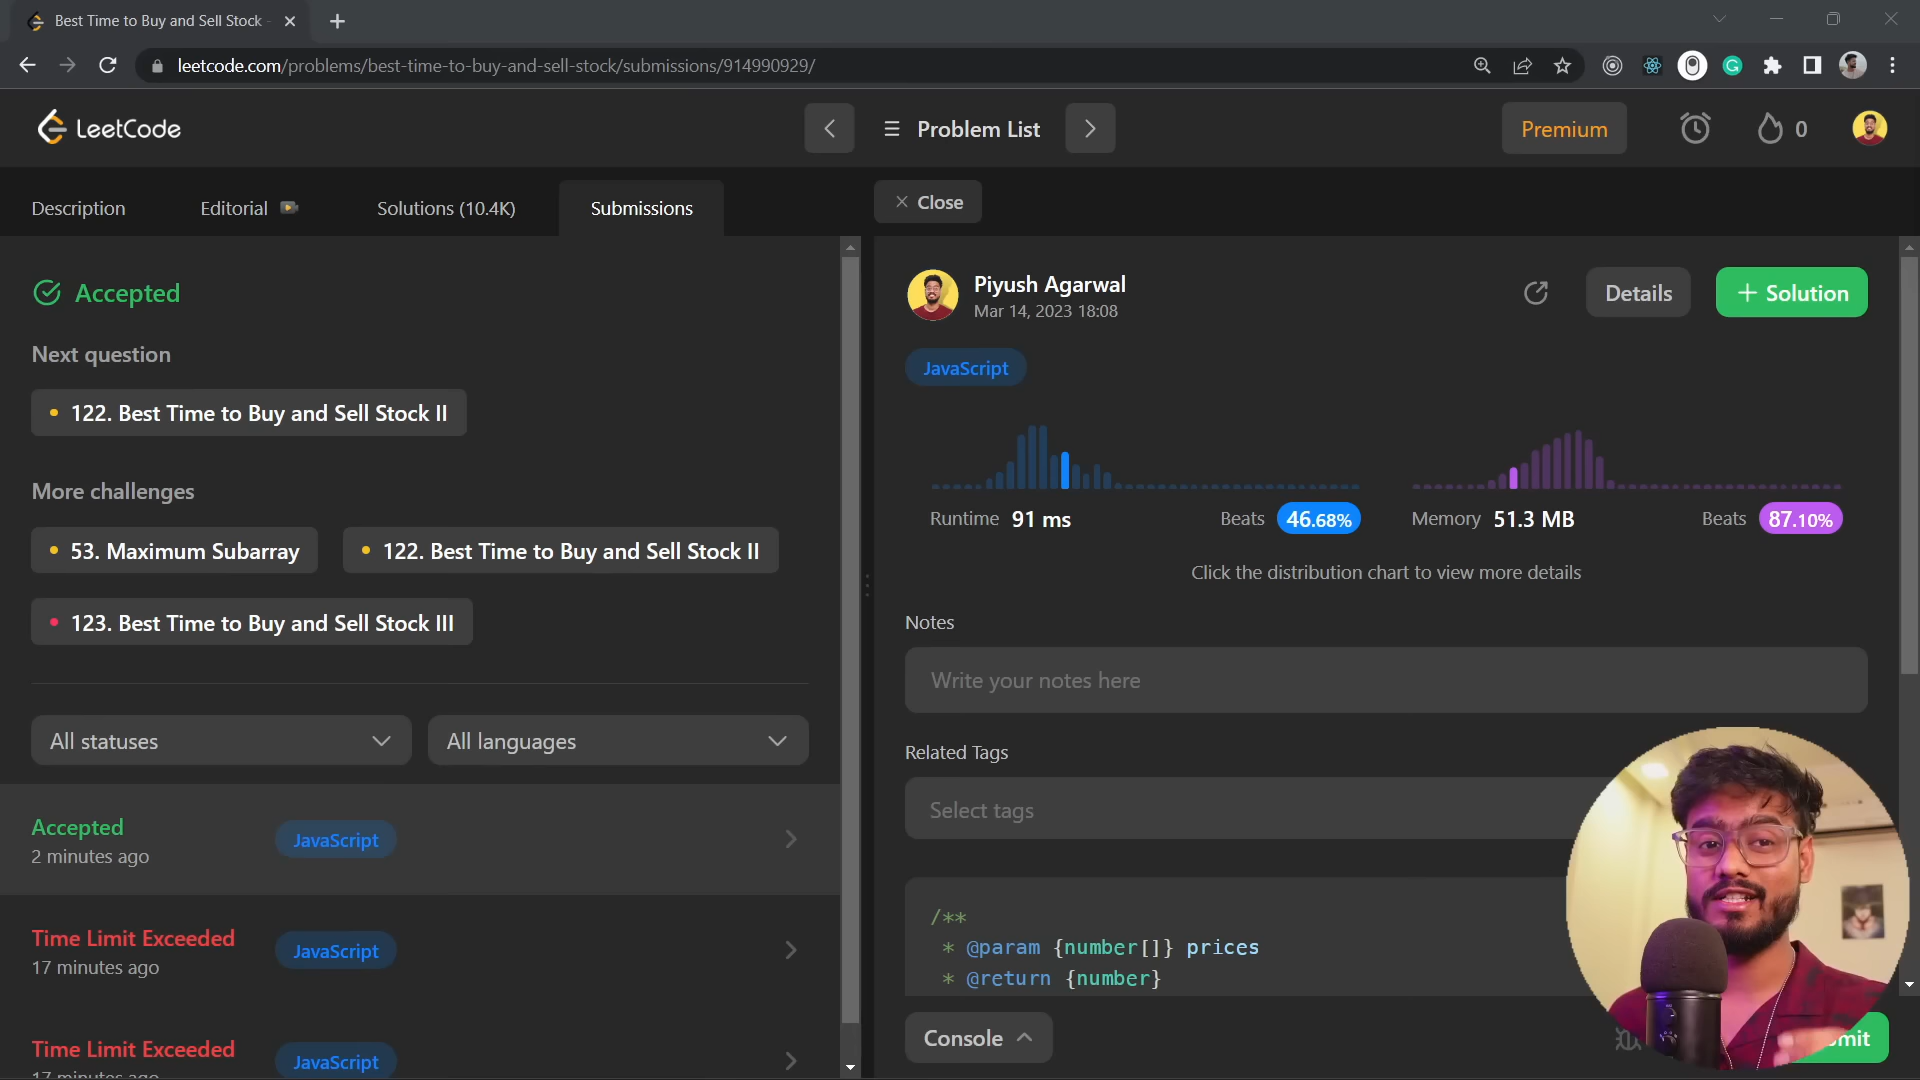 Best Time to Buy and Sell Stock -
leetcode.com/problems/best-time-to-buy-and-sell-stock/submissions/914990929/
LeetCode
Problem List
Premium
0
Description
Editorial
Solutions (10.4K)
Submissions
Close
Accepted
Next question
122. Best Time to Buy and Sell Stock II
More challenges
53. Maximum Subarray
122. Best Time to Buy and Sell Stock II
123. Best Time to Buy and Sell Stock III
All statuses
All languages
Accepted
2 minutes ago
JavaScript
Time Limit Exceeded
17 minutes ago
JavaScript
Time Limit Exceeded
17 minutes ago
JavaScript
Piyush Agarwal
Mar 14, 2023 18:08
Details
+ Solution
JavaScript
Runtime 91 ms
Beats 46.68%
Memory 51.3 MB
Beats 87.10%
Click the distribution chart to view more details
Notes
Write your notes here
Related Tags
Select tags
/**
* @param {number[]} prices
* @return {number}
Console
mit